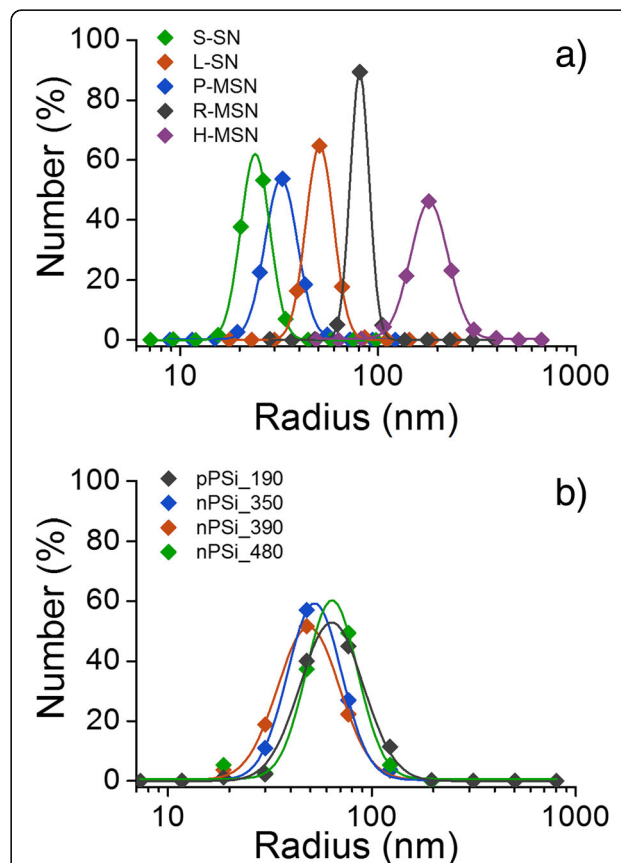 a)
S-SN
L-SN
P-MSN
R-MSN
H-MSN
Number (%)
100
80
60
40
20
0
10 100 1000
Radius (nm)
b)
pPSi_190
nPSi_350
nPSi_390
nPSi_480
Number (%)
100
80
60
40
20
0
10 100 1000
Radius (nm)